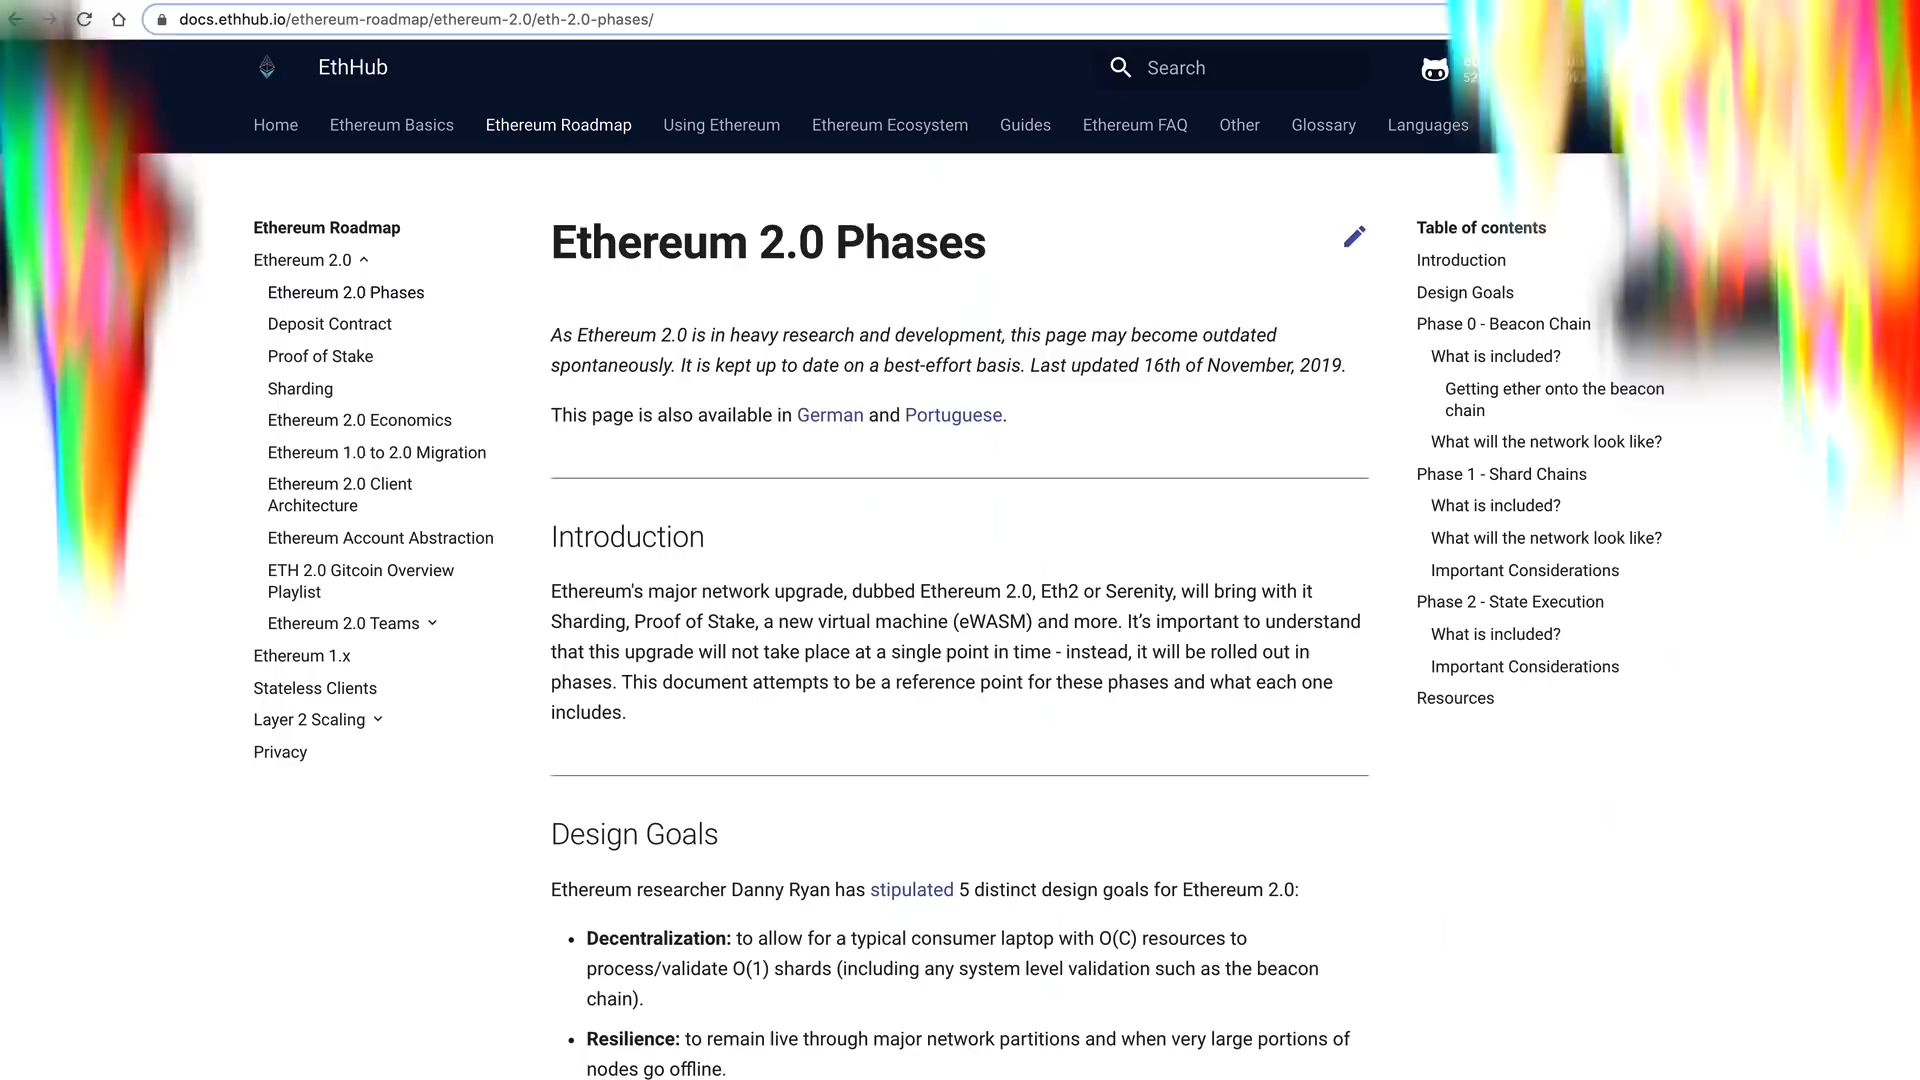 docs.ethhub.io/ethereum-roadmap/ethereum-2.0/eth-2.0-phases/
EthHub
Search
Home
Ethereum Basics
Ethereum Roadmap
Using Ethereum
Ethereum Ecosystem
Guides
Ethereum FAQ
Other
Glossary
Languages
Ethereum Roadmap
Ethereum 2.0
Ethereum 2.0 Phases
Deposit Contract
Proof of Stake
Sharding
Ethereum 2.0 Economics
Ethereum 1.0 to 2.0 Migration
Ethereum 2.0 Client
Architecture
Ethereum Account Abstraction
ETH 2.0 Gitcoin Overview
Playlist
Ethereum 2.0 Teams
Ethereum 1.x
Stateless Clients
Layer 2 Scaling
Privacy
Ethereum 2.0 Phases
As Ethereum 2.0 is in heavy research and development, this page may become outdated
spontaneously. It is kept up to date on a best-effort basis. Last updated 16th of November, 2019.
This page is also available in German and Portuguese.
Introduction
Ethereum's major network upgrade, dubbed Ethereum 2.0, Eth2 or Serenity, will bring with it
Sharding, Proof of Stake, a new virtual machine (eWASM) and more. It’s important to understand
that this upgrade will not take place at a single point in time - instead, it will be rolled out in
phases. This document attempts to be a reference point for these phases and what each one
includes.
Design Goals
Ethereum researcher Danny Ryan has stipulated 5 distinct design goals for Ethereum 2.0:
• Decentralization: to allow for a typical consumer laptop with O(C) resources to
process/validate O(1) shards (including any system level validation such as the beacon
chain).
• Resilience: to remain live through major network partitions and when very large portions of
nodes go offline.
Table of contents
Introduction
Design Goals
Phase 0 - Beacon Chain
What is included?
Getting ether onto the beacon
chain
What will the network look like?
Phase 1 - Shard Chains
What is included?
What will the network look like?
Important Considerations
Phase 2 - State Execution
What is included?
Important Considerations
Resources